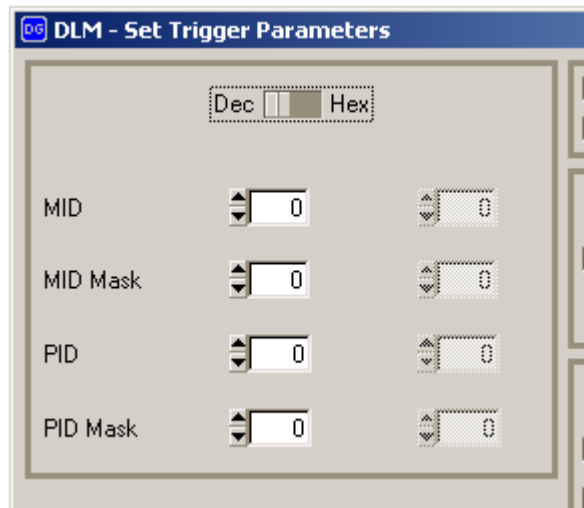 DG DLM - Set Trigger Parameters
Dec Hex
MID 0 0
MID Mask 0 0
PID 0 0
PID Mask 0 0